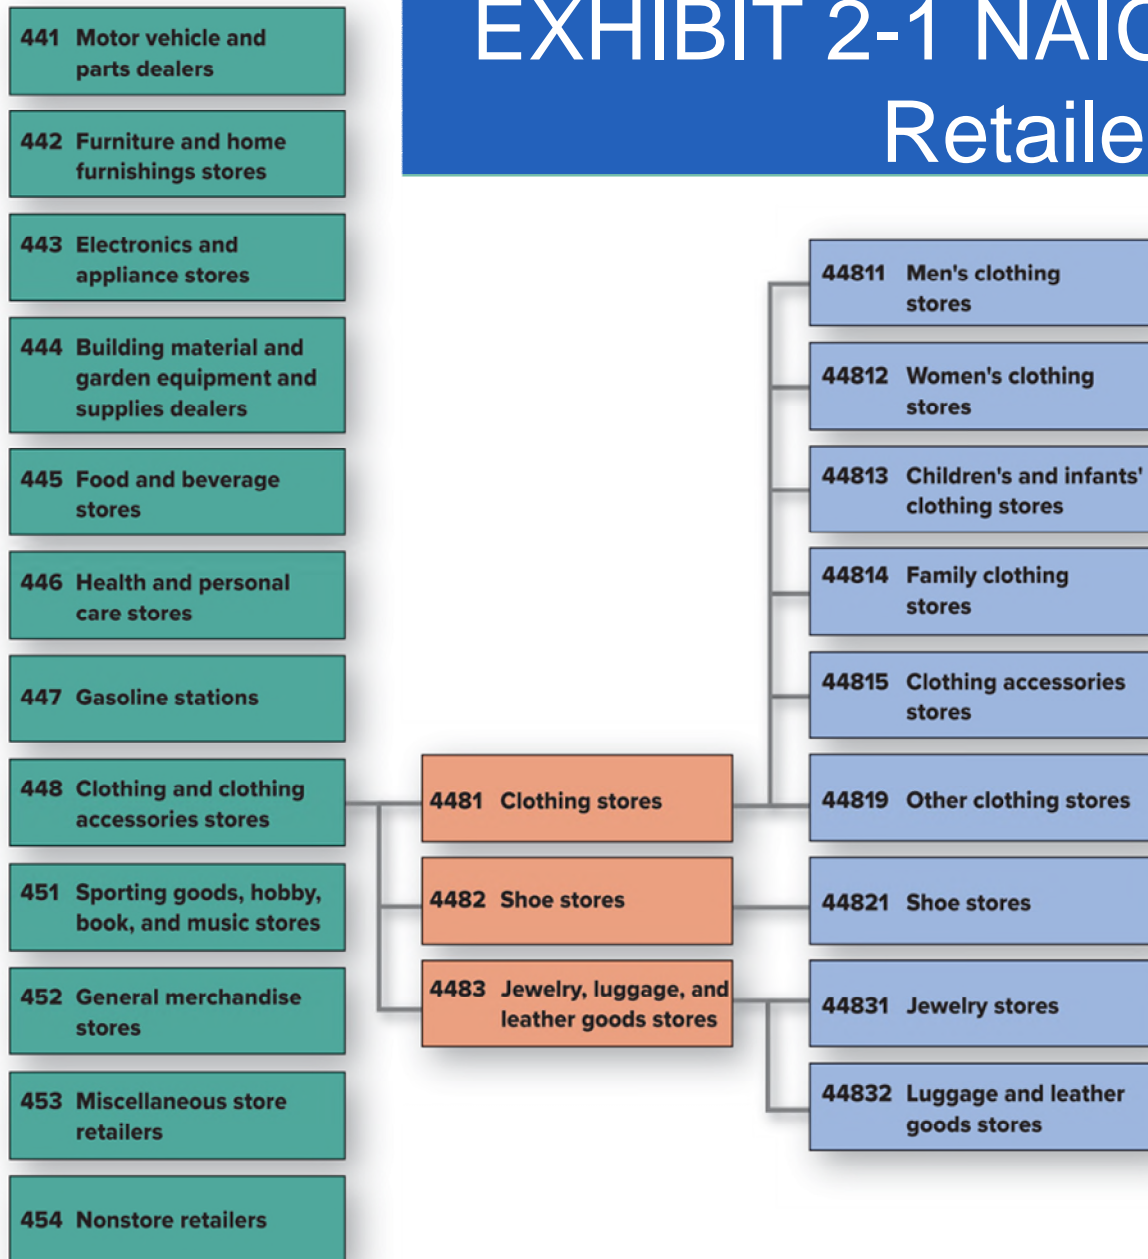 EXHIBIT 2-1 NAIC
Retaile
441 Motor vehicle and
parts dealers
442 Furniture and home
furnishings stores
443 Electronics and
appliance stores
444 Building material and
garden equipment and
supplies dealers
445 Food and beverage
stores
446 Health and personal
care stores
447 Gasoline stations
448 Clothing and clothing
accessories stores
451 Sporting goods, hobby,
book, and music stores
452 General merchandise
stores
453 Miscellaneous store
retailers
454 Nonstore retailers
4481 Clothing stores
4482 Shoe stores
4483 Jewelry, luggage, and
leather goods stores
44811 Men's clothing
stores
44812 Women's clothing
stores
44813 Children's and infants'
clothing stores
44814 Family clothing
stores
44815 Clothing accessories
stores
44819 Other clothing stores
44821 Shoe stores
44831 Jewelry stores
44832 Luggage and leather
goods stores